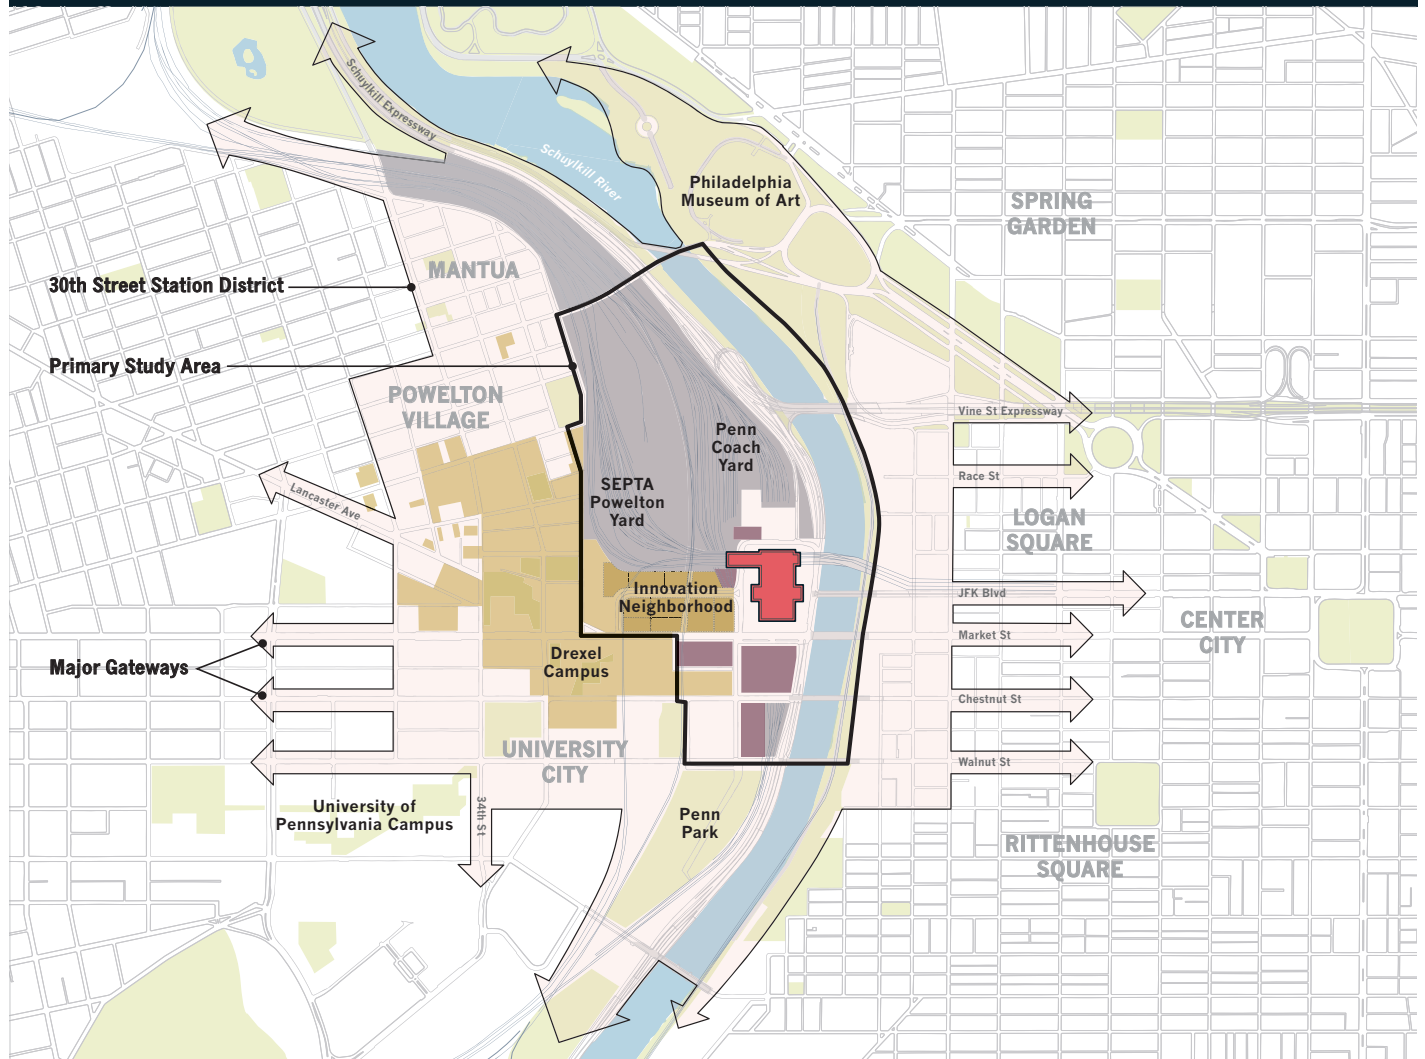 Schuylkill Expressway
Schuylkill River
Philadelphia
Museum of Art
SPRING
GARDEN
MANTUA
30th Street Station District
Primary Study Area
POWELTON
VILLAGE
Vine St Expressway
Penn
Coach
Yard
Race St
SEPTA
Powelton
Yard
Lancaster Ave
LOGAN
SQUARE
Innovation
Neighborhood
JFK Blvd
CENTER
CITY
Market St
Drexel
Campus
Major Gateways
Chestnut St
UNIVERSITY
CITY
Walnut St
University of
Pennsylvania Campus
34th St
Penn
Park
RITTENHOUSE
SQUARE